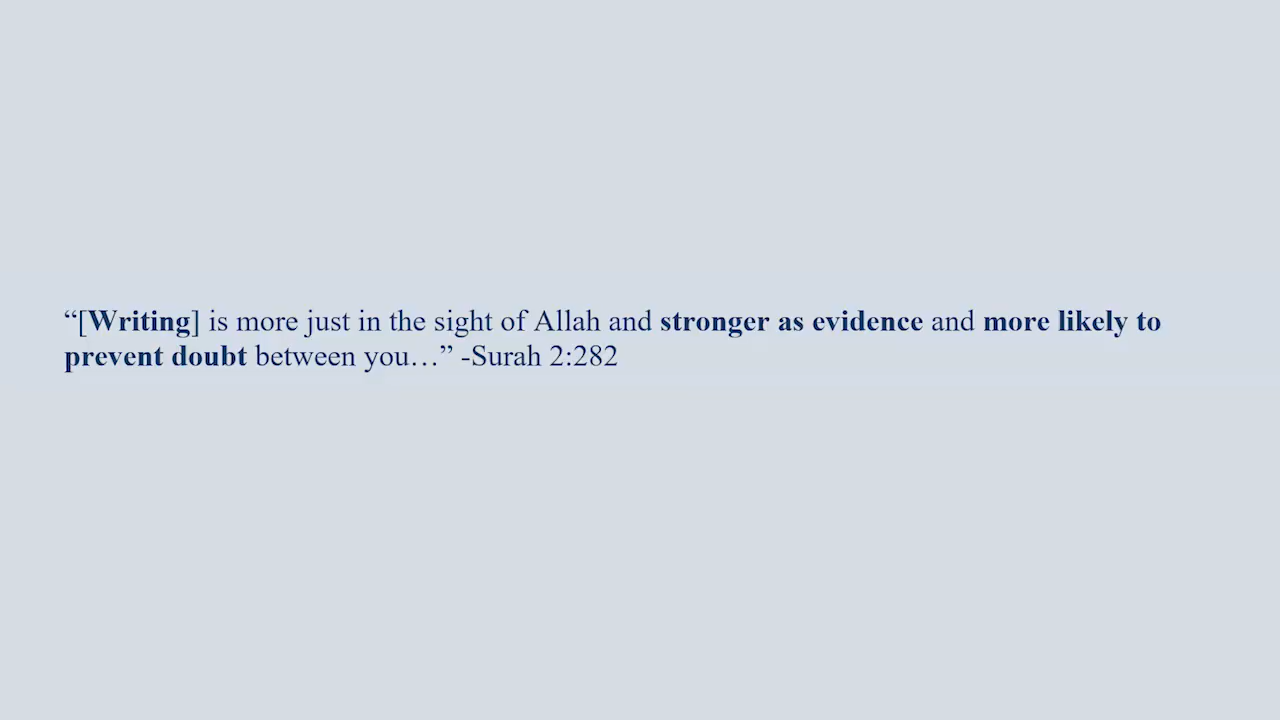 “[Writing] is more just in the sight of Allah and stronger as evidence and more likely to
prevent doubt between you…” -Surah 2:282